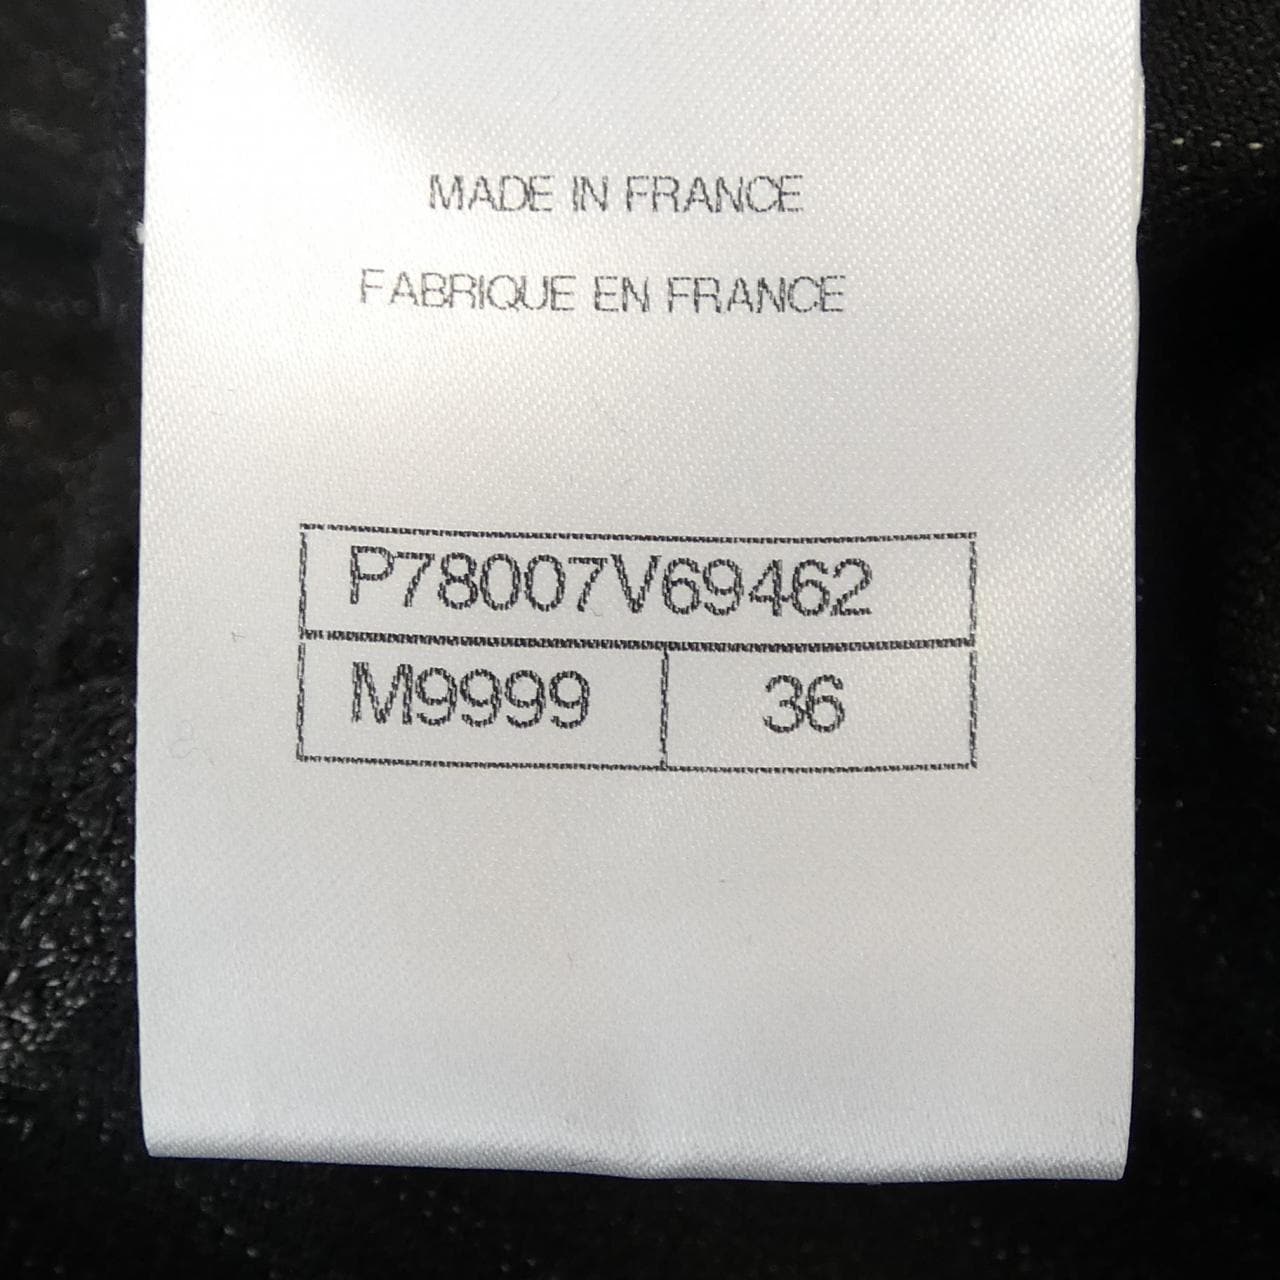 MADE IN FRANCE
FABRIQUE EN FRANCE
P78007V69462
M9999 36